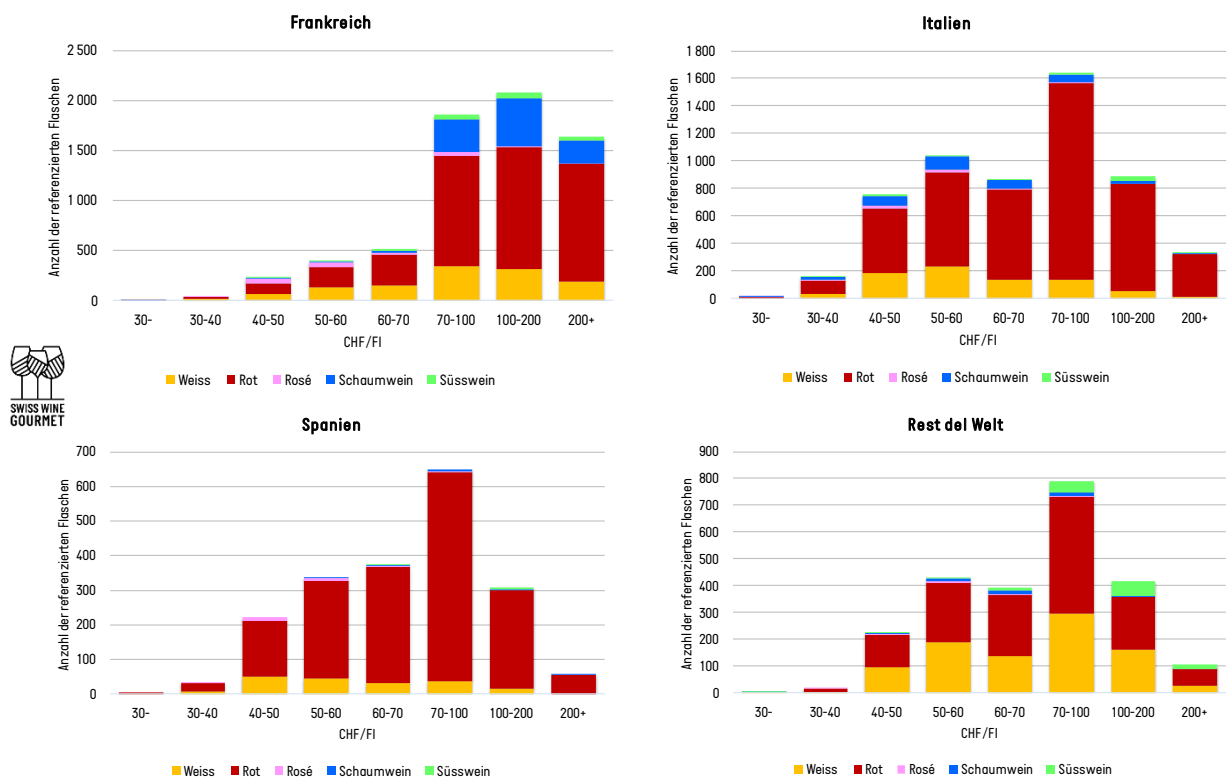 Frankreich
Anzahl der referenzierten Flaschen
2 500
2 000
1 500
1 000
500
0
30-
30-40
40-50
50-60
60-70
70-100
100-200
200+
CHF/Fl
Weiss
Rot
Rosé
Schaumwein
Süsswein
Italien
Anzahl der referenzierten Flaschen
1 800
1 600
1 400
1 200
1 000
800
600
400
200
0
30-
30-40
40-50
50-60
60-70
70-100
100-200
200+
CHF/Fl
Weiss
Rot
Rosé
Schaumwein
Süsswein
SWISS WINE
GOURMET
Spanien
Anzahl der referenzierten Flaschen
700
600
500
400
300
200
100
0
30-
30-40
40-50
50-60
60-70
70-100
100-200
200+
CHF/Fl
Weiss
Rot
Rosé
Schaumwein
Süsswein
Rest del Welt
Anzahl der referenzierten Flaschen
900
800
700
600
500
400
300
200
100
0
30-
30-40
40-50
50-60
60-70
70-100
100-200
200+
CHF/Fl
Weiss
Rot
Rosé
Schaumwein
Süsswein